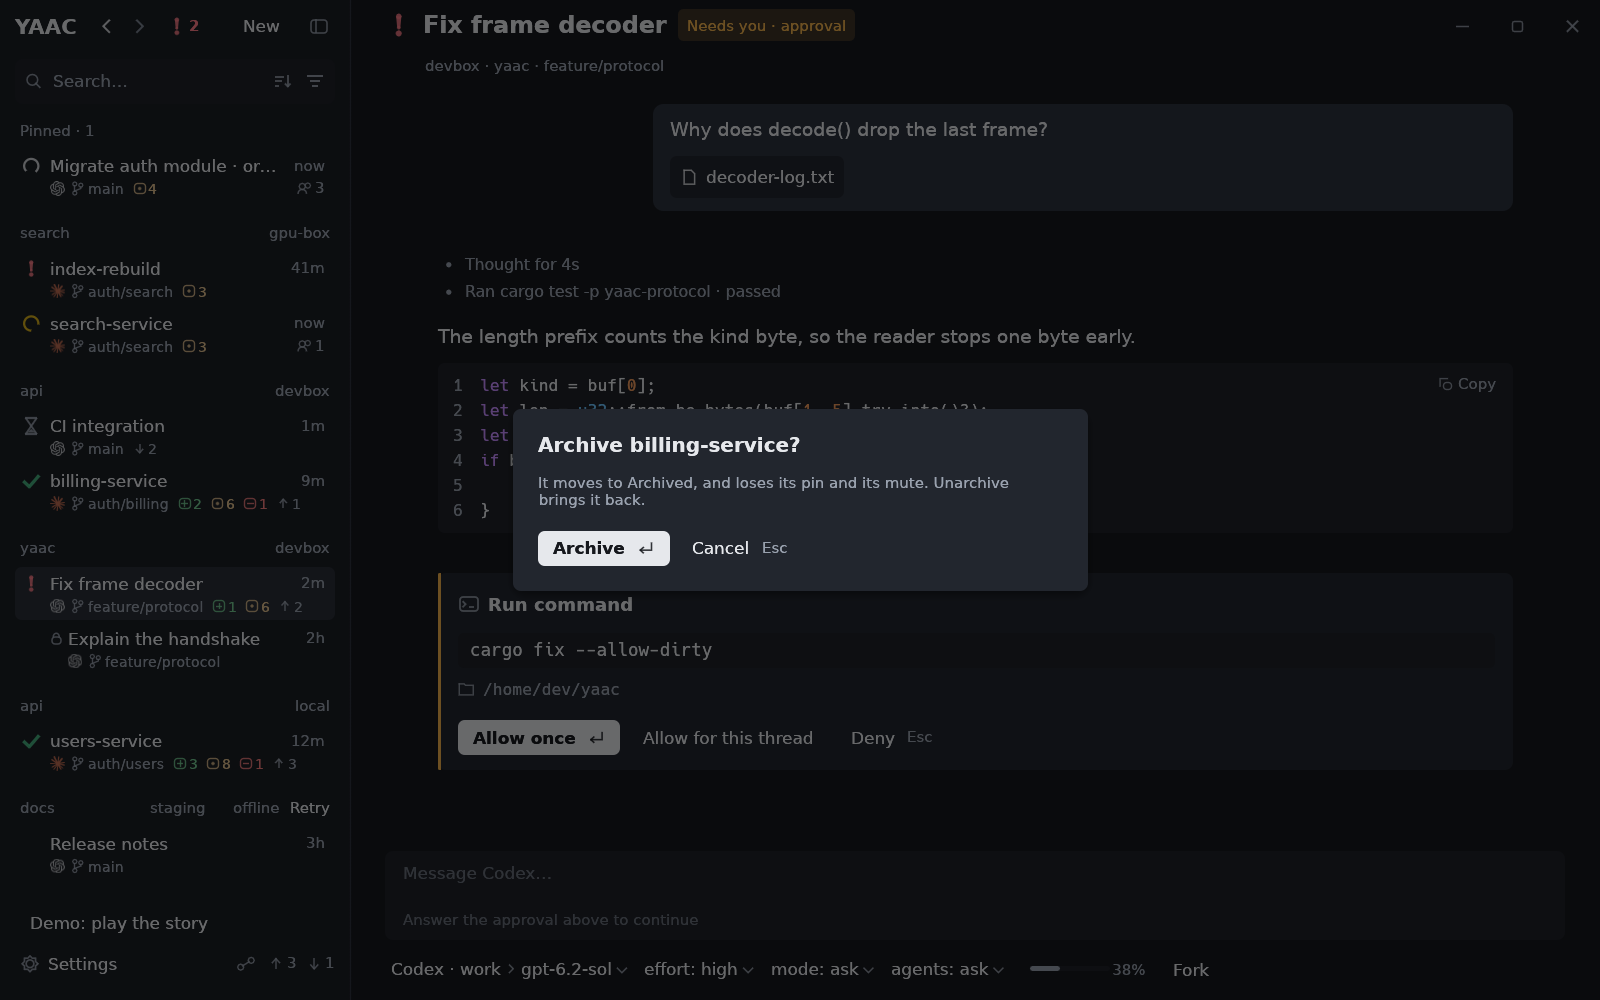 YAAC
2
New
Search...
Pinned · 1
Migrate auth module · or... now
main 4 3
search gpu-box
index-rebuild 41m
auth/search 3
search-service now
auth/search 3 1
api devbox
CI integration 1m
main 2
billing-service 9m
auth/billing 2 6 1 1
yaac devbox
Fix frame decoder 2m
feature/protocol 1 6 2
Explain the handshake 2h
feature/protocol
api local
users-service 12m
auth/users 3 8 1 3
docs staging offline Retry
Release notes 3h
main
Demo: play the story
Settings 3 1
Fix frame decoder Needs you · approval
devbox · yaac · feature/protocol
Why does decode() drop the last frame?
decoder-log.txt
• Thought for 4s
• Ran cargo test -p yaac-protocol · passed
The length prefix counts the kind byte, so the reader stops one byte early.
Copy
1 let kind = buf[0];
2 let
3 let
4 if
5
6 }
Archive billing-service?
It moves to Archived, and loses its pin and its mute. Unarchive
brings it back.
Archive Cancel Esc
Run command
cargo fix --allow-dirty
/home/dev/yaac
Allow once Allow for this thread Deny Esc
Message Codex...
Answer the approval above to continue
Codex · work gpt-6.2-sol effort: high mode: ask agents: ask 38% Fork